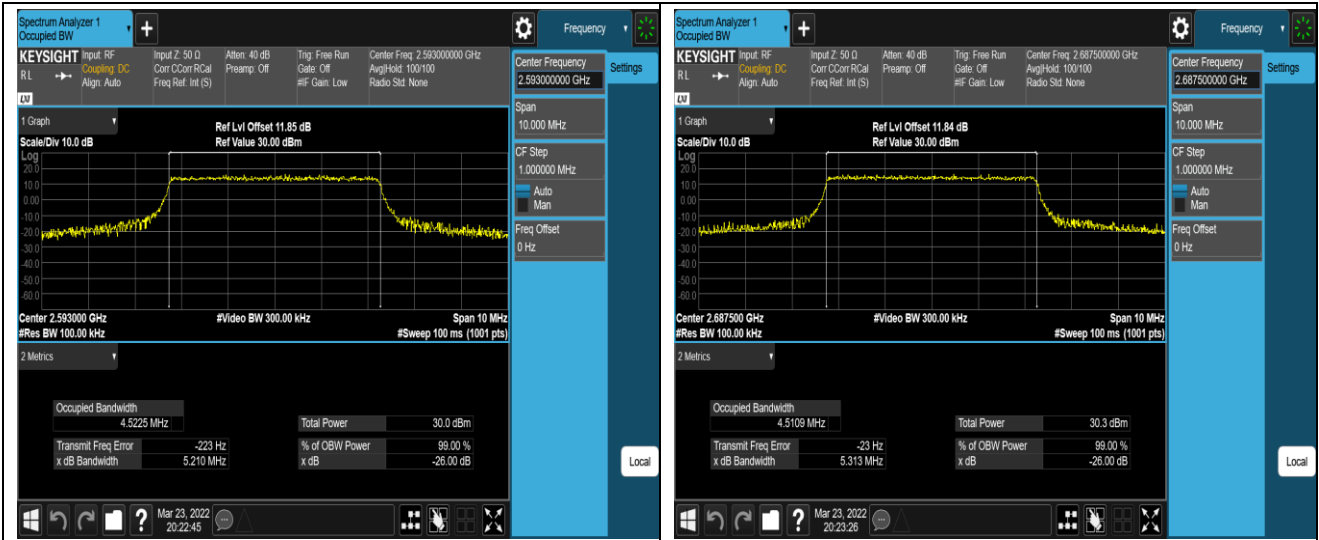 Spectrum Analyzer 1
Occupied BW
+
Frequency
KEYSIGHT Input: RF Input Z: 50 Ω Atten: 40 dB Trig: Free Run Center Freq: 2.593000000 GHz
Coupling: DC Corr CCorr RCal Preamp: Off Gate: Off Avg|Hold: 100/100
RL Align: Auto Freq Ref: Int (S) #IF Gain: Low Radio Std: None
LXI
Center Frequency
2.593000000 GHz
Settings
Span
10.000 MHz
CF Step
1.000000 MHz
Auto
Man
Freq Offset
0 Hz
1 Graph
Ref Lvl Offset 11.85 dB
Scale/Div 10.0 dB Ref Value 30.00 dBm
Log
20.0
10.0
0.00
-10.0
-20.0
-30.0
-40.0
-50.0
-60.0
Center 2.593000 GHz #Video BW 300.00 kHz Span 10 MHz
#Res BW 100.00 kHz #Sweep 100 ms (1001 pts)
2 Metrics
Occupied Bandwidth
4.5225 MHz Total Power 30.0 dBm
Transmit Freq Error -223 Hz % of OBW Power 99.00 %
x dB Bandwidth 5.210 MHz x dB -26.00 dB
Local
? Mar 23, 2022
20:22:45
Spectrum Analyzer 1
Occupied BW
+
Frequency
KEYSIGHT Input: RF Input Z: 50 Ω Atten: 40 dB Trig: Free Run Center Freq: 2.687500000 GHz
Coupling: DC Corr CCorr RCal Preamp: Off Gate: Off Avg|Hold: 100/100
RL Align: Auto Freq Ref: Int (S) #IF Gain: Low Radio Std: None
LXI
Center Frequency
2.687500000 GHz
Settings
Span
10.000 MHz
CF Step
1.000000 MHz
Auto
Man
Freq Offset
0 Hz
1 Graph
Ref Lvl Offset 11.84 dB
Scale/Div 10.0 dB Ref Value 30.00 dBm
Log
20.0
10.0
0.00
-10.0
-20.0
-30.0
-40.0
-50.0
-60.0
Center 2.687500 GHz #Video BW 300.00 kHz Span 10 MHz
#Res BW 100.00 kHz #Sweep 100 ms (1001 pts)
2 Metrics
Occupied Bandwidth
4.5109 MHz Total Power 30.3 dBm
Transmit Freq Error -23 Hz % of OBW Power 99.00 %
x dB Bandwidth 5.313 MHz x dB -26.00 dB
Local
? Mar 23, 2022
20:23:26